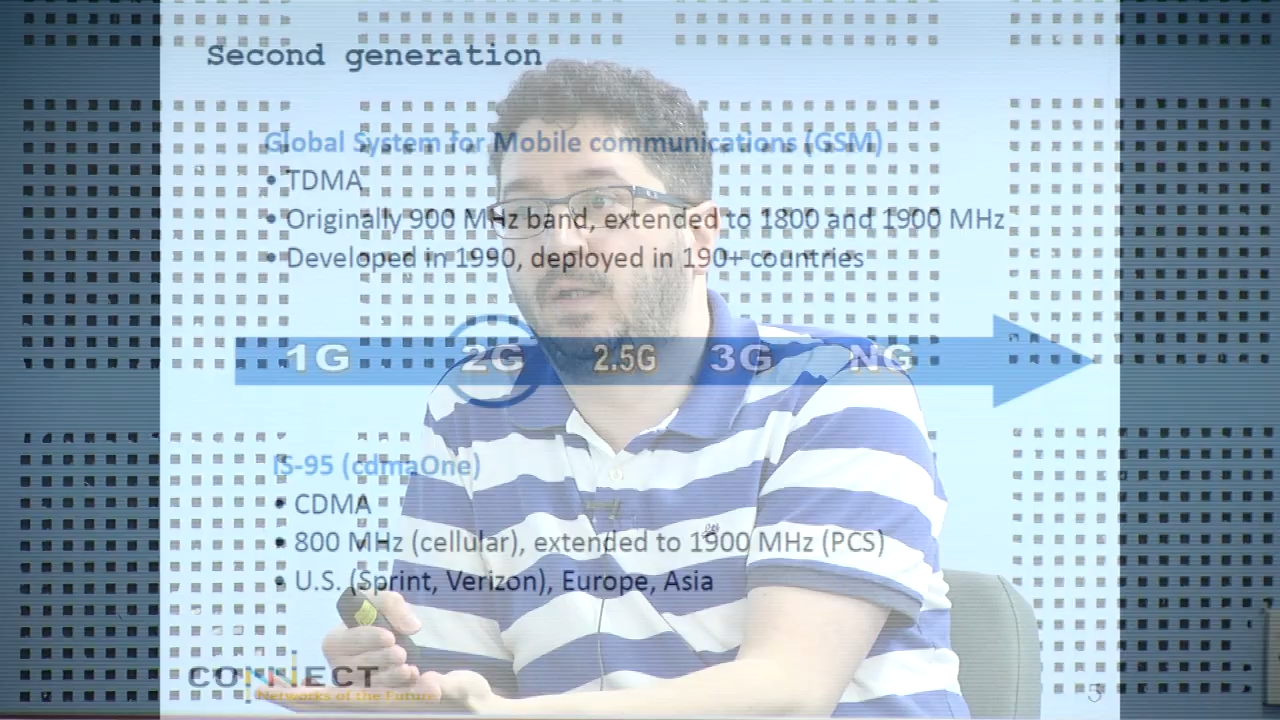 Second generation
Global System for Mobile communications (GSM)
• TDMA
• Originally 900 MHz band, extended to 1800 and 1900 MHz
• Developed in 1990, deployed in 190+ countries
1G 2G 2.5G 3G NG
IS-95 (cdmaOne)
• CDMA
• 800 MHz (cellular), extended to 1900 MHz (PCS)
• U.S. (Sprint, Verizon), Europe, Asia
CONNECT
Networks of the Future
5